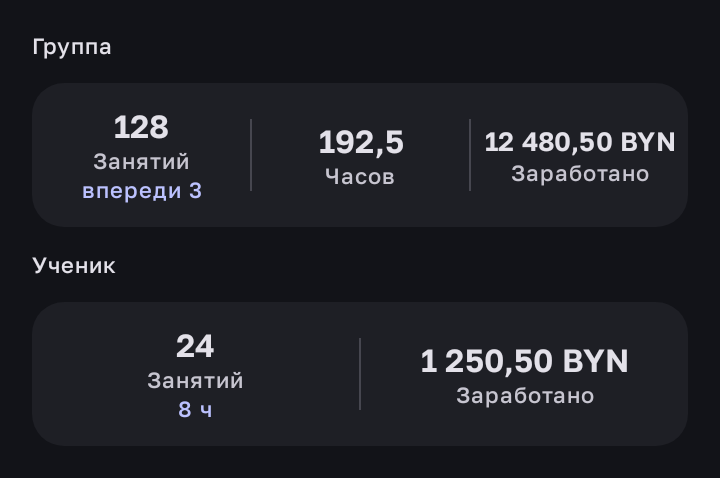 Группа
128
Занятий
впереди 3
192,5
Часов
12 480,50 BYN
Заработано
Ученик
24
Занятий
8 ч
1 250,50 BYN
Заработано